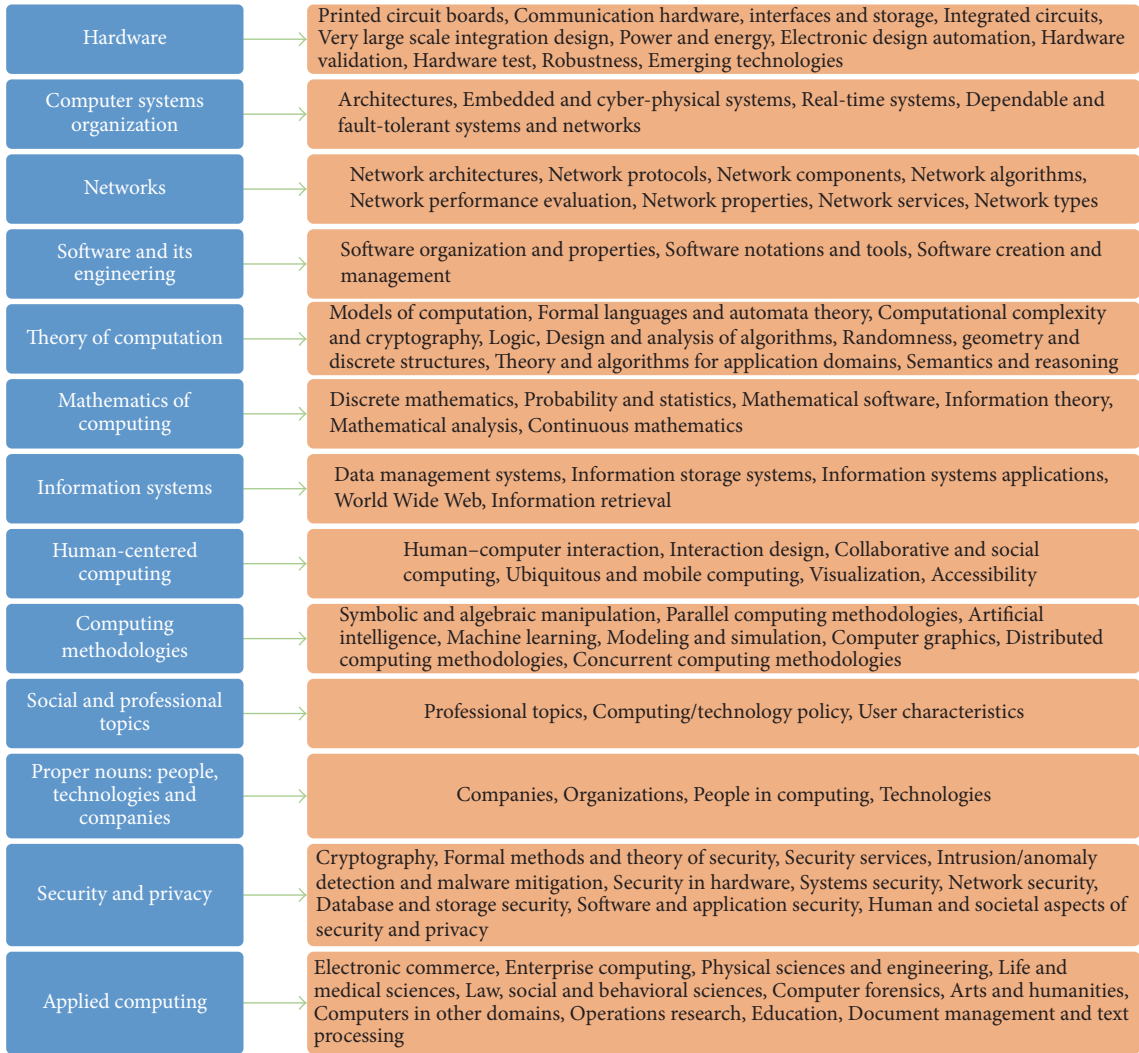 Hardware
Printed circuit boards, Communication hardware, interfaces and storage, Integrated circuits,
Very large scale integration design, Power and energy, Electronic design automation, Hardware
validation, Hardware test, Robustness, Emerging technologies
Computer systems
organization
Architectures, Embedded and cyber-physical systems, Real-time systems, Dependable and
fault-tolerant systems and networks
Networks
Network architectures, Network protocols, Network components, Network algorithms,
Network performance evaluation, Network properties, Network services, Network types
Software and its
engineering
Software organization and properties, Software notations and tools, Software creation and
management
Theory of computation
Models of computation, Formal languages and automata theory, Computational complexity
and cryptography, Logic, Design and analysis of algorithms, Randomness, geometry and
discrete structures, Theory and algorithms for application domains, Semantics and reasoning
Mathematics of
computing
Discrete mathematics, Probability and statistics, Mathematical software, Information theory,
Mathematical analysis, Continuous mathematics
Information systems
Data management systems, Information storage systems, Information systems applications,
World Wide Web, Information retrieval
Human-centered
computing
Human–computer interaction, Interaction design, Collaborative and social
computing, Ubiquitous and mobile computing, Visualization, Accessibility
Computing
methodologies
Symbolic and algebraic manipulation, Parallel computing methodologies, Artificial
intelligence, Machine learning, Modeling and simulation, Computer graphics, Distributed
computing methodologies, Concurrent computing methodologies
Social and professional
topics
Professional topics, Computing/technology policy, User characteristics
Proper nouns: people,
technologies and
companies
Companies, Organizations, People in computing, Technologies
Security and privacy
Cryptography, Formal methods and theory of security, Security services, Intrusion/anomaly
detection and malware mitigation, Security in hardware, Systems security, Network security,
Database and storage security, Software and application security, Human and societal aspects of
security and privacy
Applied computing
Electronic commerce, Enterprise computing, Physical sciences and engineering, Life and
medical sciences, Law, social and behavioral sciences, Computer forensics, Arts and humanities,
Computers in other domains, Operations research, Education, Document management and text
processing